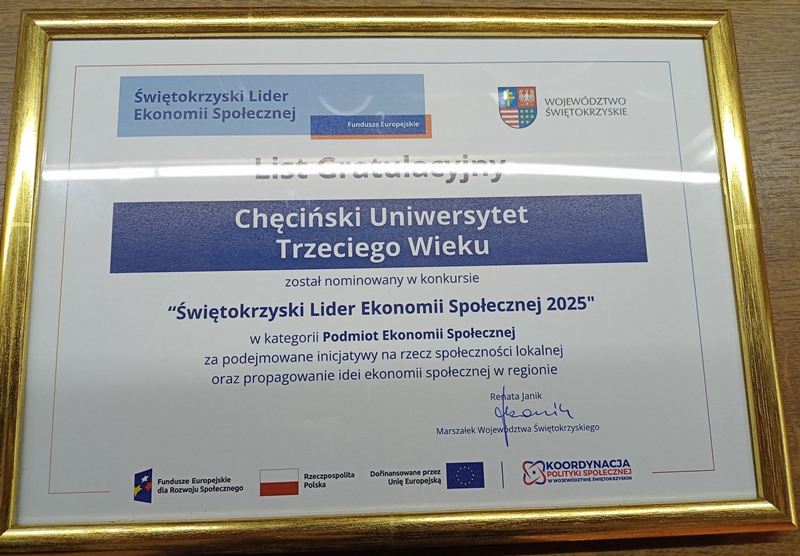 Świętokrzyski Lider
Ekonomii Społecznej
Fundusze Europejskie
WOJEWÓDZTWO
ŚWIĘTOKRZYSKIE
List Gratulacyjny
Chęciński Uniwersytet
Trzeciego Wieku
został nominowany w konkursie
“Świętokrzyski Lider Ekonomii Społecznej 2025"
w kategorii Podmiot Ekonomii Społecznej
za podejmowane inicjatywy na rzecz społeczności lokalnej
oraz propagowanie idei ekonomii społecznej w regionie
Renata Janik
Marszałek Województwa Świętokrzyskiego
Fundusze Europejskie
dla Rozwoju Społecznego
Rzeczpospolita
Polska
Dofinansowane przez
Unię Europejską
KOORDYNACJA
POLITYKI SPOŁECZNEJ
W WOJEWÓDZTWIE ŚWIĘTOKRZYSKIM